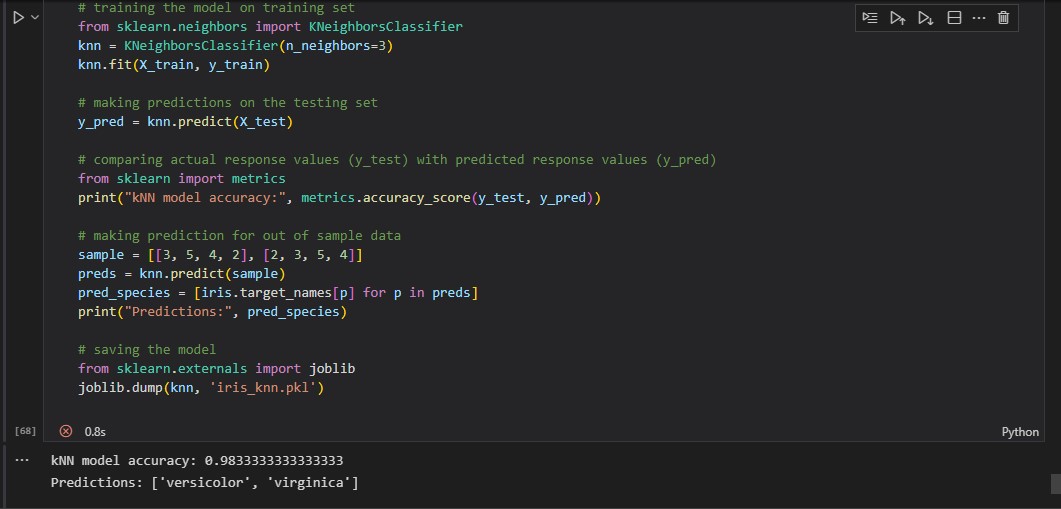 # training the model on training set
from sklearn.neighbors import KNeighborsClassifier
knn = KNeighborsClassifier(n_neighbors=3)
knn.fit(X_train, y_train)
# making predictions on the testing set
y_pred = knn.predict(X_test)
# comparing actual response values (y_test) with predicted response values (y_pred)
from sklearn import metrics
print("kNN model accuracy:", metrics.accuracy_score(y_test, y_pred))
# making prediction for out of sample data
sample = [[3, 5, 4, 2], [2, 3, 5, 4]]
preds = knn.predict(sample)
pred_species = [iris.target_names[p] for p in preds]
print("Predictions:", pred_species)
# saving the model
from sklearn.externals import joblib
joblib.dump(knn, 'iris_knn.pkl')
[68] 0.8s Python
kNN model accuracy: 0.9833333333333333
Predictions: ['versicolor', 'virginica']